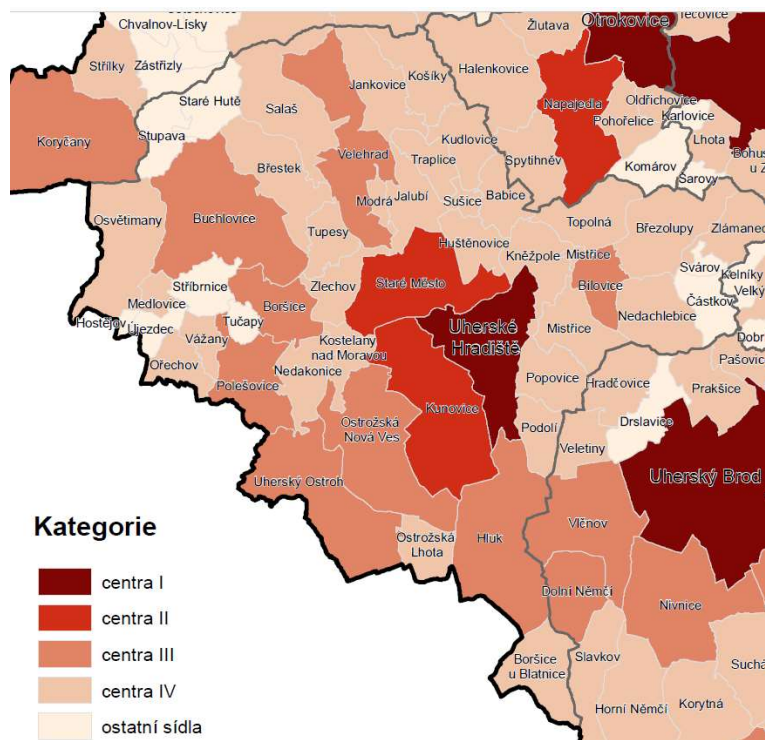 Chvalnov-Lísky
Žlutava
Otrokovice
Tečovice
Střílky
Zástřizly
Jankovice
Košíky
Halenkovice
Staré Hutě
Salaš
Napajedla
Oldřichovice
Karlovice
Pohořelice
Koryčany
Stupava
Velehrad
Kudlovice
Lhota
Traplice
Spytihněv
Komárov
Břestek
Šarovy
Modrá
Jalubí
Sušice
Babice
Osvětimany
Buchlovice
Tupesy
Topolná
Březolupy
Zlámanec
Huštěnovice
Kněžpole
Mistřice
Stříbrnice
Zlechov
Staré Město
Bílovice
Svárov
Kelníky
Velký
Medlovice
Boršice
Částkov
Hostějov
Újezdec
Tučapy
Uherské
Hradiště
Mistřice
Nedachlebice
Vážany
Kostelany
nad Moravou
Ořechov
Nedakonice
Popovice
Hradčovice
Pašovice
Polešovice
Prakšice
Kunovice
Ostrožská
Nová Ves
Podolí
Drslavice
Veletiny
Uherský Ostroh
Uherský Brod
Vlčnov
Ostrožská
Lhota
Hluk
Dolní Němčí
Nivnice
Boršice
u Blatnice
Slavkov
Horní Němčí
Korytná
Kategorie
centra I
centra II
centra III
centra IV
ostatní sídla